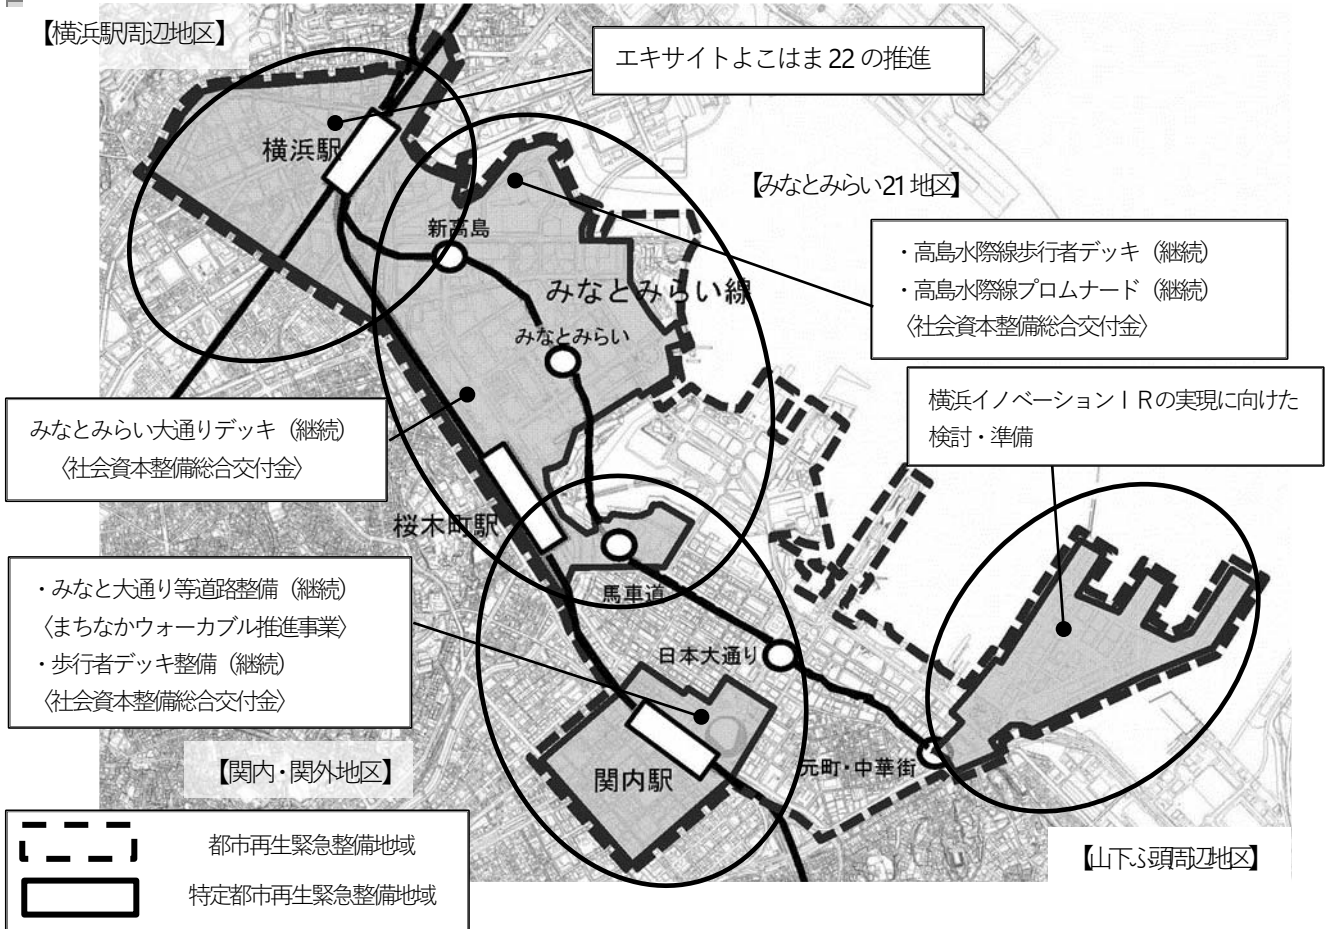 【横浜駅周辺地区】
エキサイトよこはま 22 の推進
横浜駅
【みなとみらい21 地区】
新高島
・高島水際線歩行者デッキ（継続）
・高島水際線プロムナード（継続）
〈社会資本整備総合交付金〉
みなとみらい線
みなとみらい
横浜イノベーションＩＲの実現に向けた
検討・準備
みなとみらい大通りデッキ（継続）
〈社会資本整備総合交付金〉
桜木町駅
・みなと大通り等道路整備（継続）
〈まちなかウォーカブル推進事業〉
・歩行者デッキ整備（継続）
〈社会資本整備総合交付金〉
馬車道
日本大通り
【関内・関外地区】
関内駅
元町・中華街
【山下ふ頭周辺地区】
都市再生緊急整備地域
特定都市再生緊急整備地域